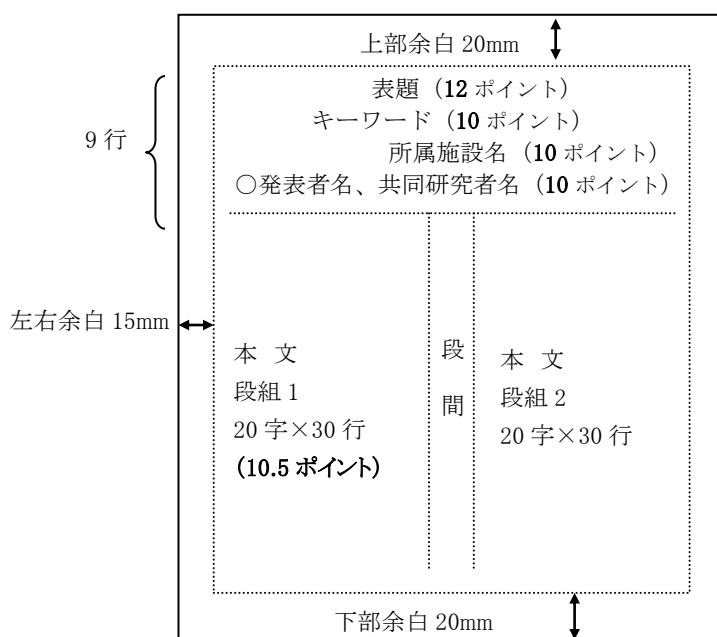 上部余白 20mm
表題（12 ポイント）
キーワード（10 ポイント）
所属施設名（10 ポイント）
○発表者名、共同研究者名（10 ポイント）
9 行
左右余白 15mm
本 文
段組 1
20 字×30 行
(10.5 ポイント)
段
間
本 文
段組 2
20 字×30 行
下部余白 20mm